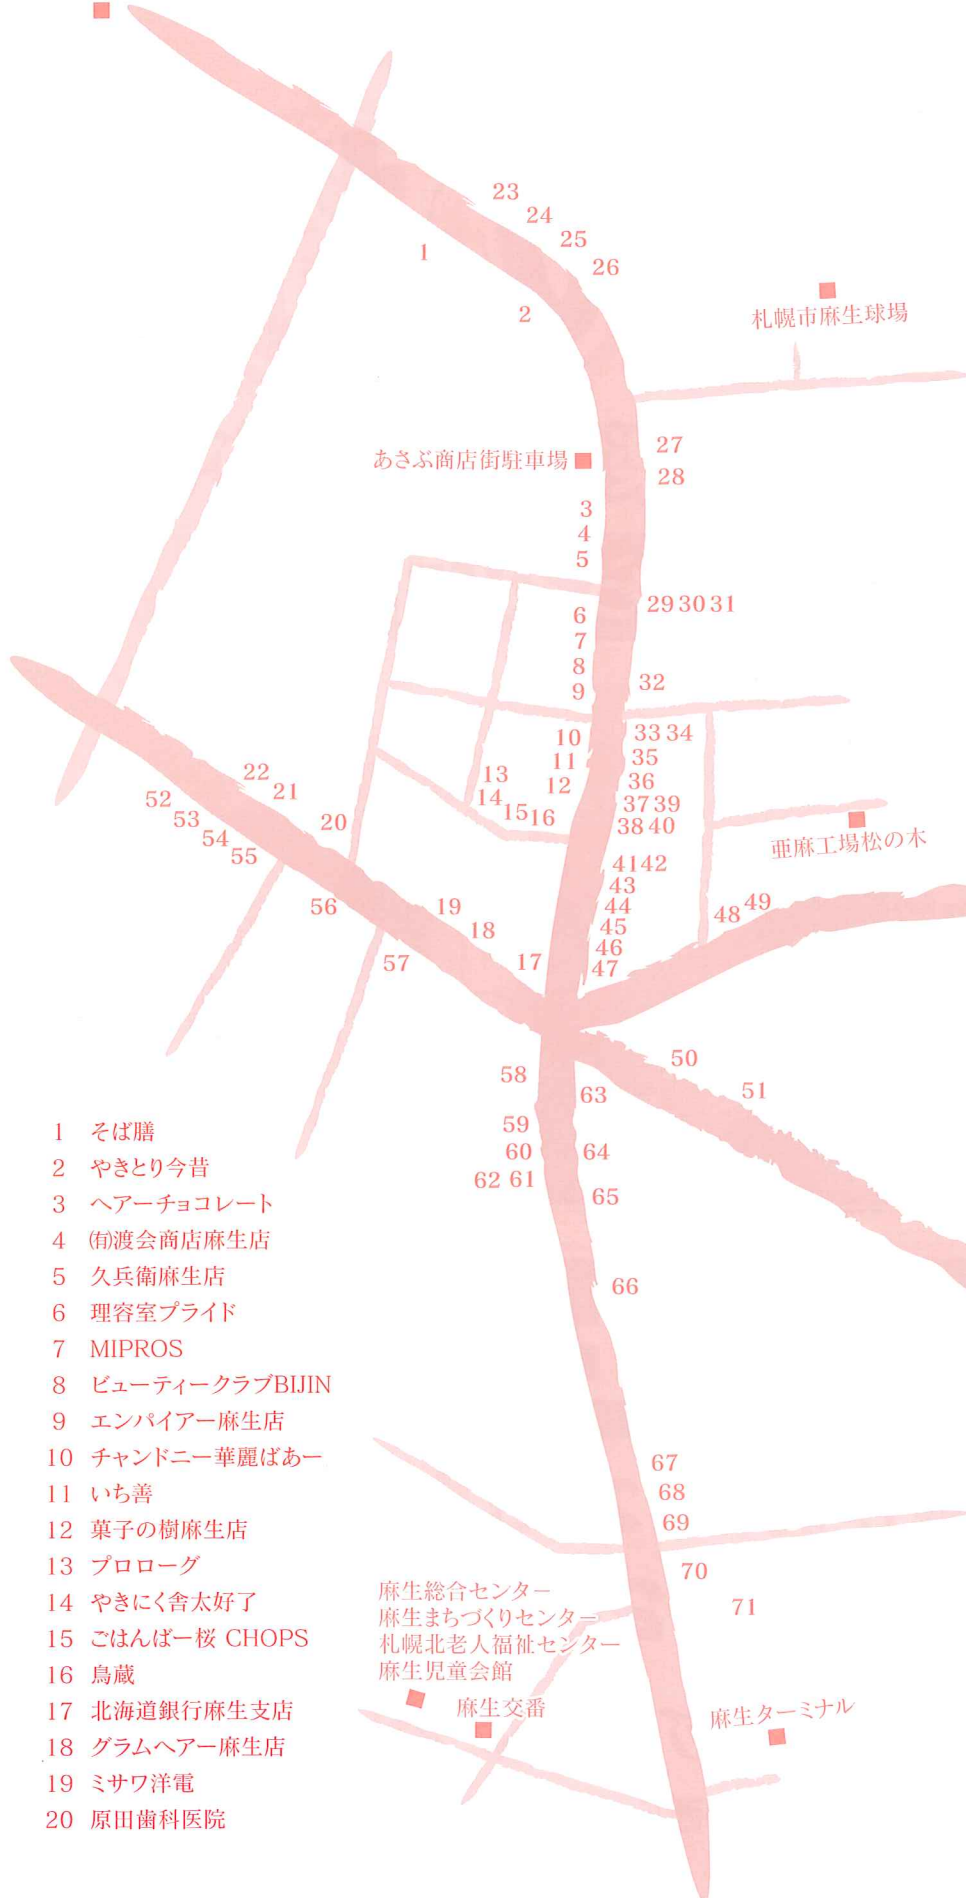 23
24
25
26
1
2
札幌市麻生球場
27
28
あさぶ商店街駐車場
3
4
5
29 30 31
6
7
8
9
32
10
11
12
33 34
35
36
37 39
38 40
13
14
15 16
亜麻工場松の木
22
21
20
52
53
54
55
56
57
19
18
17
41 42
43
44
45
46
47
48 49
50
51
58
59
60
62 61
63
64
65
66
67
68
69
70
71
1 そば膳
2 やきとり今昔
3 ヘアーチョコレート
4 ㈲渡会商店麻生店
5 久兵衛麻生店
6 理容室プライド
7 MIPROS
8 ビューティークラブBIJIN
9 エンパイアー麻生店
10 チャンドニー華麗ばあー
11 いち善
12 菓子の樹麻生店
13 プロローグ
14 やきにく舎太好了
15 ごはんばー桜 CHOPS
16 鳥蔵
17 北海道銀行麻生支店
18 グラムヘアー麻生店
19 ミサワ洋電
20 原田歯科医院
麻生総合センター
麻生まちづくりセンター
札幌北老人福祉センター
麻生児童会館
麻生交番
麻生ターミナル